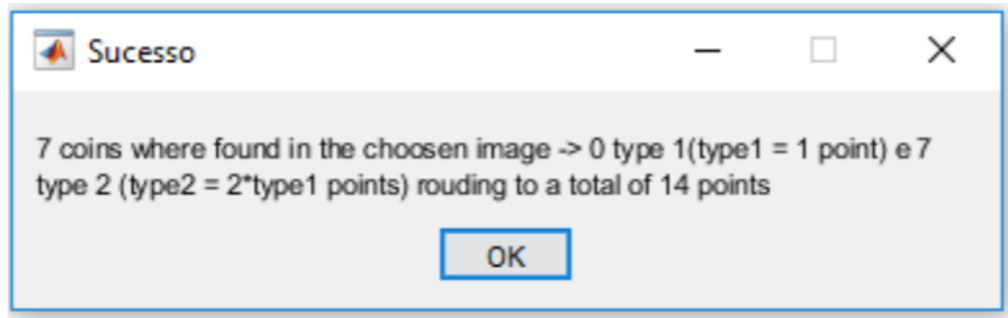 Sucesso
7 coins where found in the choosen image -> 0 type 1(type1 = 1 point) e 7
type 2 (type2 = 2*type1 points) rouding to a total of 14 points
OK